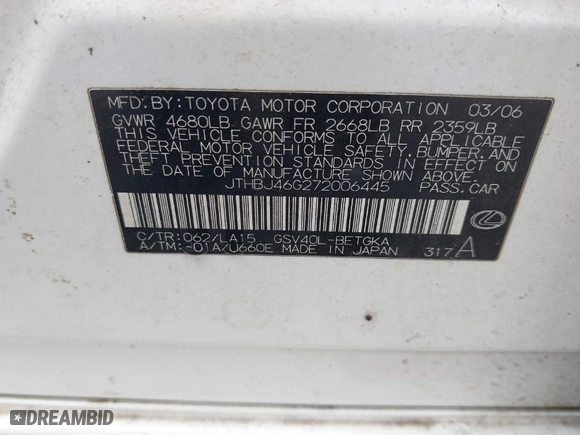 MFD. BY: TOYOTA MOTOR CORPORATION 03/06
GVWR 4680LB GAWR FR 2668LB RR 2359LB
THIS VEHICLE CONFORMS TO ALL APPLICABLE
FEDERAL MOTOR VEHICLE SAFETY, BUMPER, AND
THEFT PREVENTION STANDARDS IN EFFECT ON
THE DATE OF MANUFACTURE SHOWN ABOVE.
JTHBJ46G272006445 PASS. CAR
C/TR: 062/LA15 GSV40L-BETGKA
A/TM: -01A/U660E MADE IN JAPAN 317 A
DREAMBID